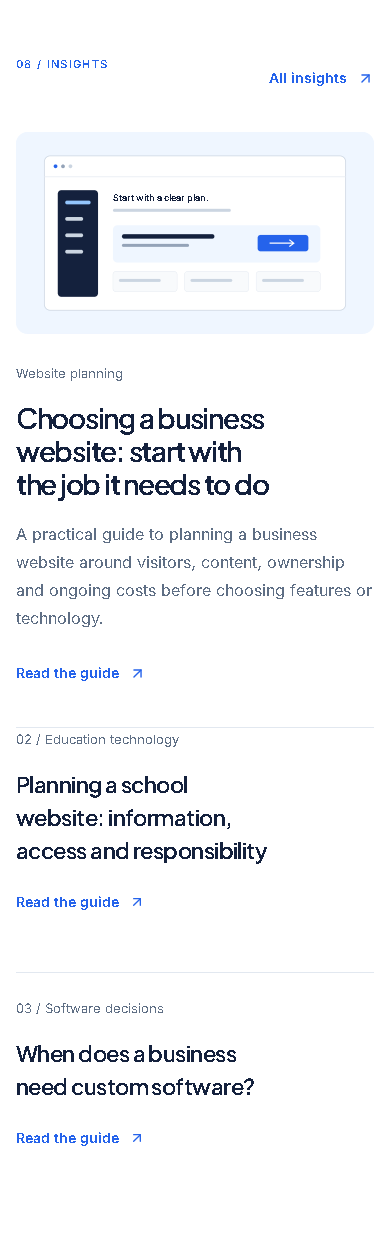 06 / INSIGHTS
All insights
Start with a clear plan.
Website planning
Choosing a business
website: start with
the job it needs to do
A practical guide to planning a business
website around visitors, content, ownership
and ongoing costs before choosing features or
technology.
Read the guide
02 / Education technology
Planning a school
website: information,
access and responsibility
Read the guide
03 / Software decisions
When does a business
need custom software?
Read the guide